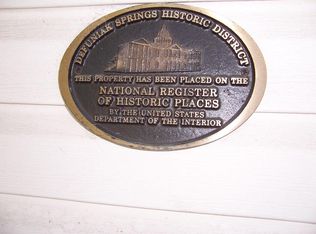 DEFUNIAK SPRINGS HISTORIC DISTRICT
THIS PROPERTY HAS BEEN PLACED ON THE
NATIONAL REGISTER
OF HISTORIC PLACES
BY THE UNITED STATES
DEPARTMENT OF THE INTERIOR